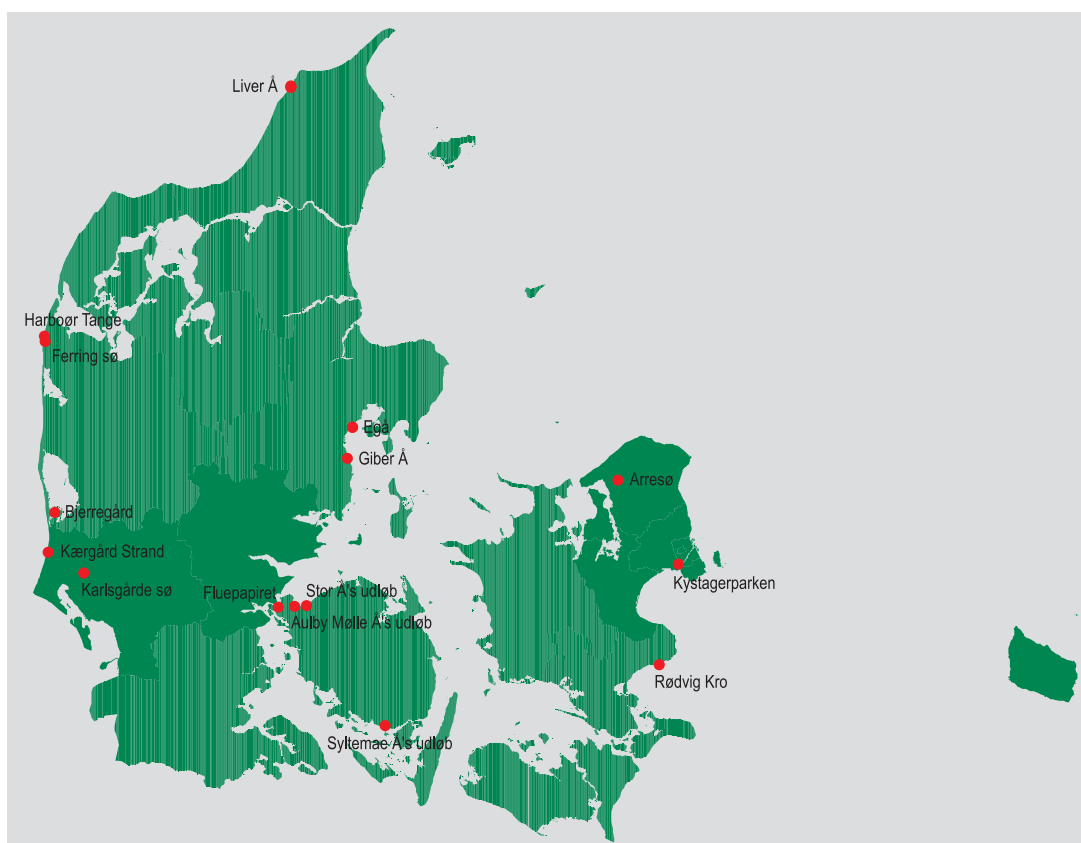 Liver Å
Harboør Tange
Ferring sø
Egå
Giber Å
Arresø
Bjerregård
Kærgård Strand
Kystagerparken
Karlsgårde sø
Fluepapiret
Stor Å's udløb
Aulby Mølle Å's udløb
Rødvig Kro
Syltemae Å's udløb